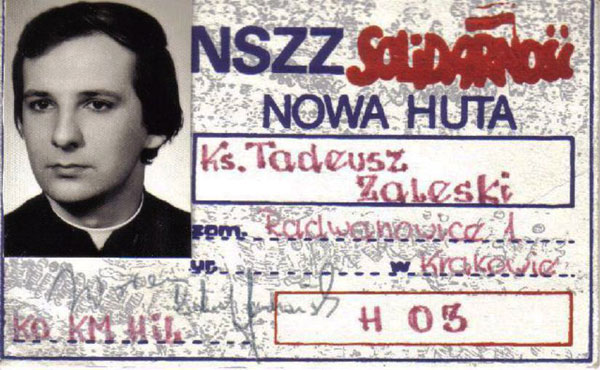 NSZZ SOLIDARNOŚĆ
NOWA HUTA
Ks. Tadeusz
Zaleski
zam. Radwanowice 1
ur. w Krakowie
KO KM HiL
H 03